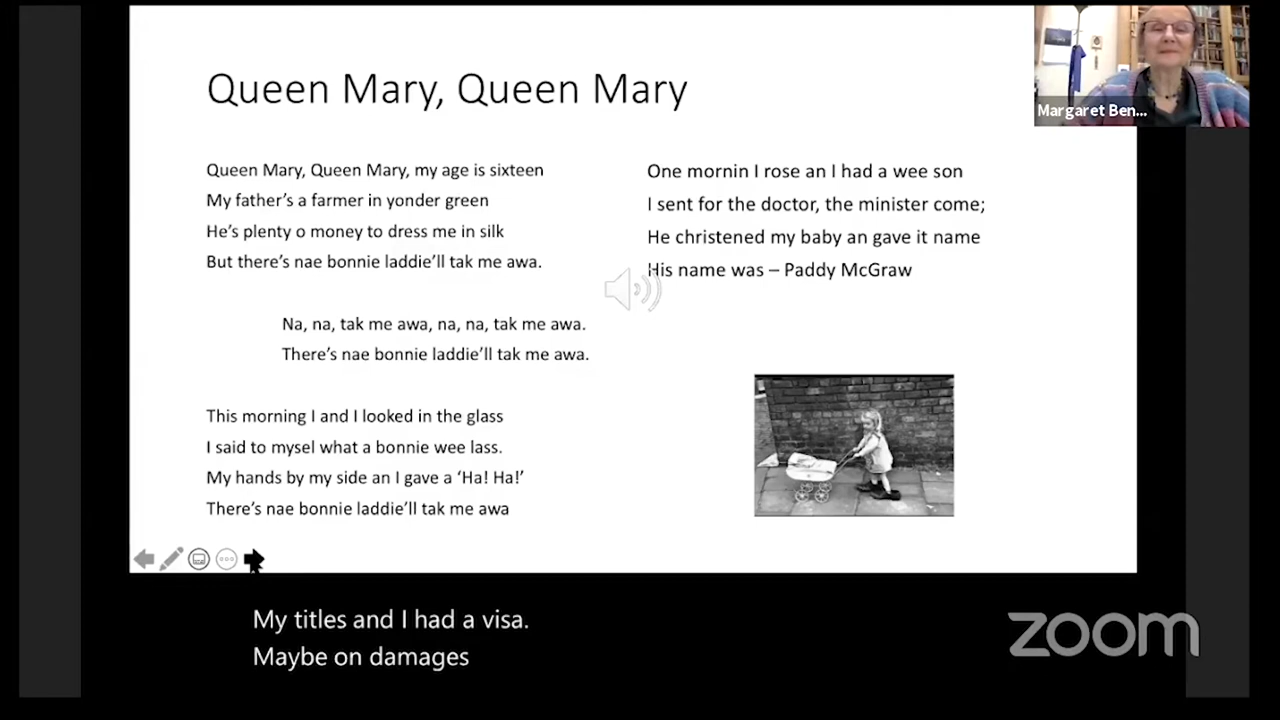 Queen Mary, Queen Mary
Queen Mary, Queen Mary, my age is sixteen
My father’s a farmer in yonder green
He’s plenty o money to dress me in silk
But there’s nae bonnie laddie’ll tak me awa.
Na, na, tak me awa, na, na, tak me awa.
There’s nae bonnie laddie’ll tak me awa.
This morning I and I looked in the glass
I said to mysel what a bonnie wee lass.
My hands by my side an I gave a ‘Ha! Ha!’
There’s nae bonnie laddie’ll tak me awa
One mornin I rose an I had a wee son
I sent for the doctor, the minister come;
He christened my baby an gave it name
His name was – Paddy McGraw
Margaret Ben...
My titles and I had a visa.
Maybe on damages
zoom